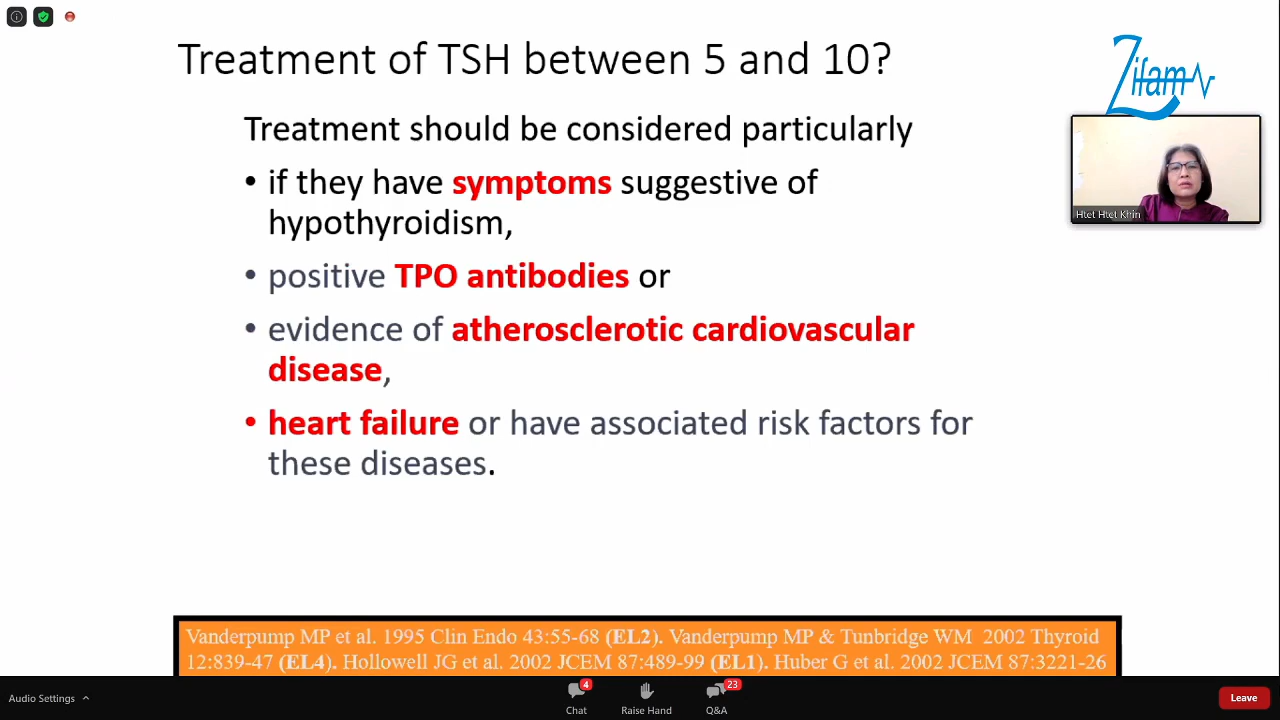 Treatment of TSH between 5 and 10?
Zifam
Treatment should be considered particularly
• if they have symptoms suggestive of
hypothyroidism,
Htet Htet Khin
• positive TPO antibodies or
• evidence of atherosclerotic cardiovascular
disease,
• heart failure or have associated risk factors for
these diseases.
Vanderpump MP et al. 1995 Clin Endo 43:55-68 (EL2). Vanderpump MP & Tunbridge WM 2002 Thyroid
12:839-47 (EL4). Hollowell JG et al. 2002 JCEM 87:489-99 (EL1). Huber G et al. 2002 JCEM 87:3221-26
Audio Settings
4
Chat
Raise Hand
23
Q&A
Leave